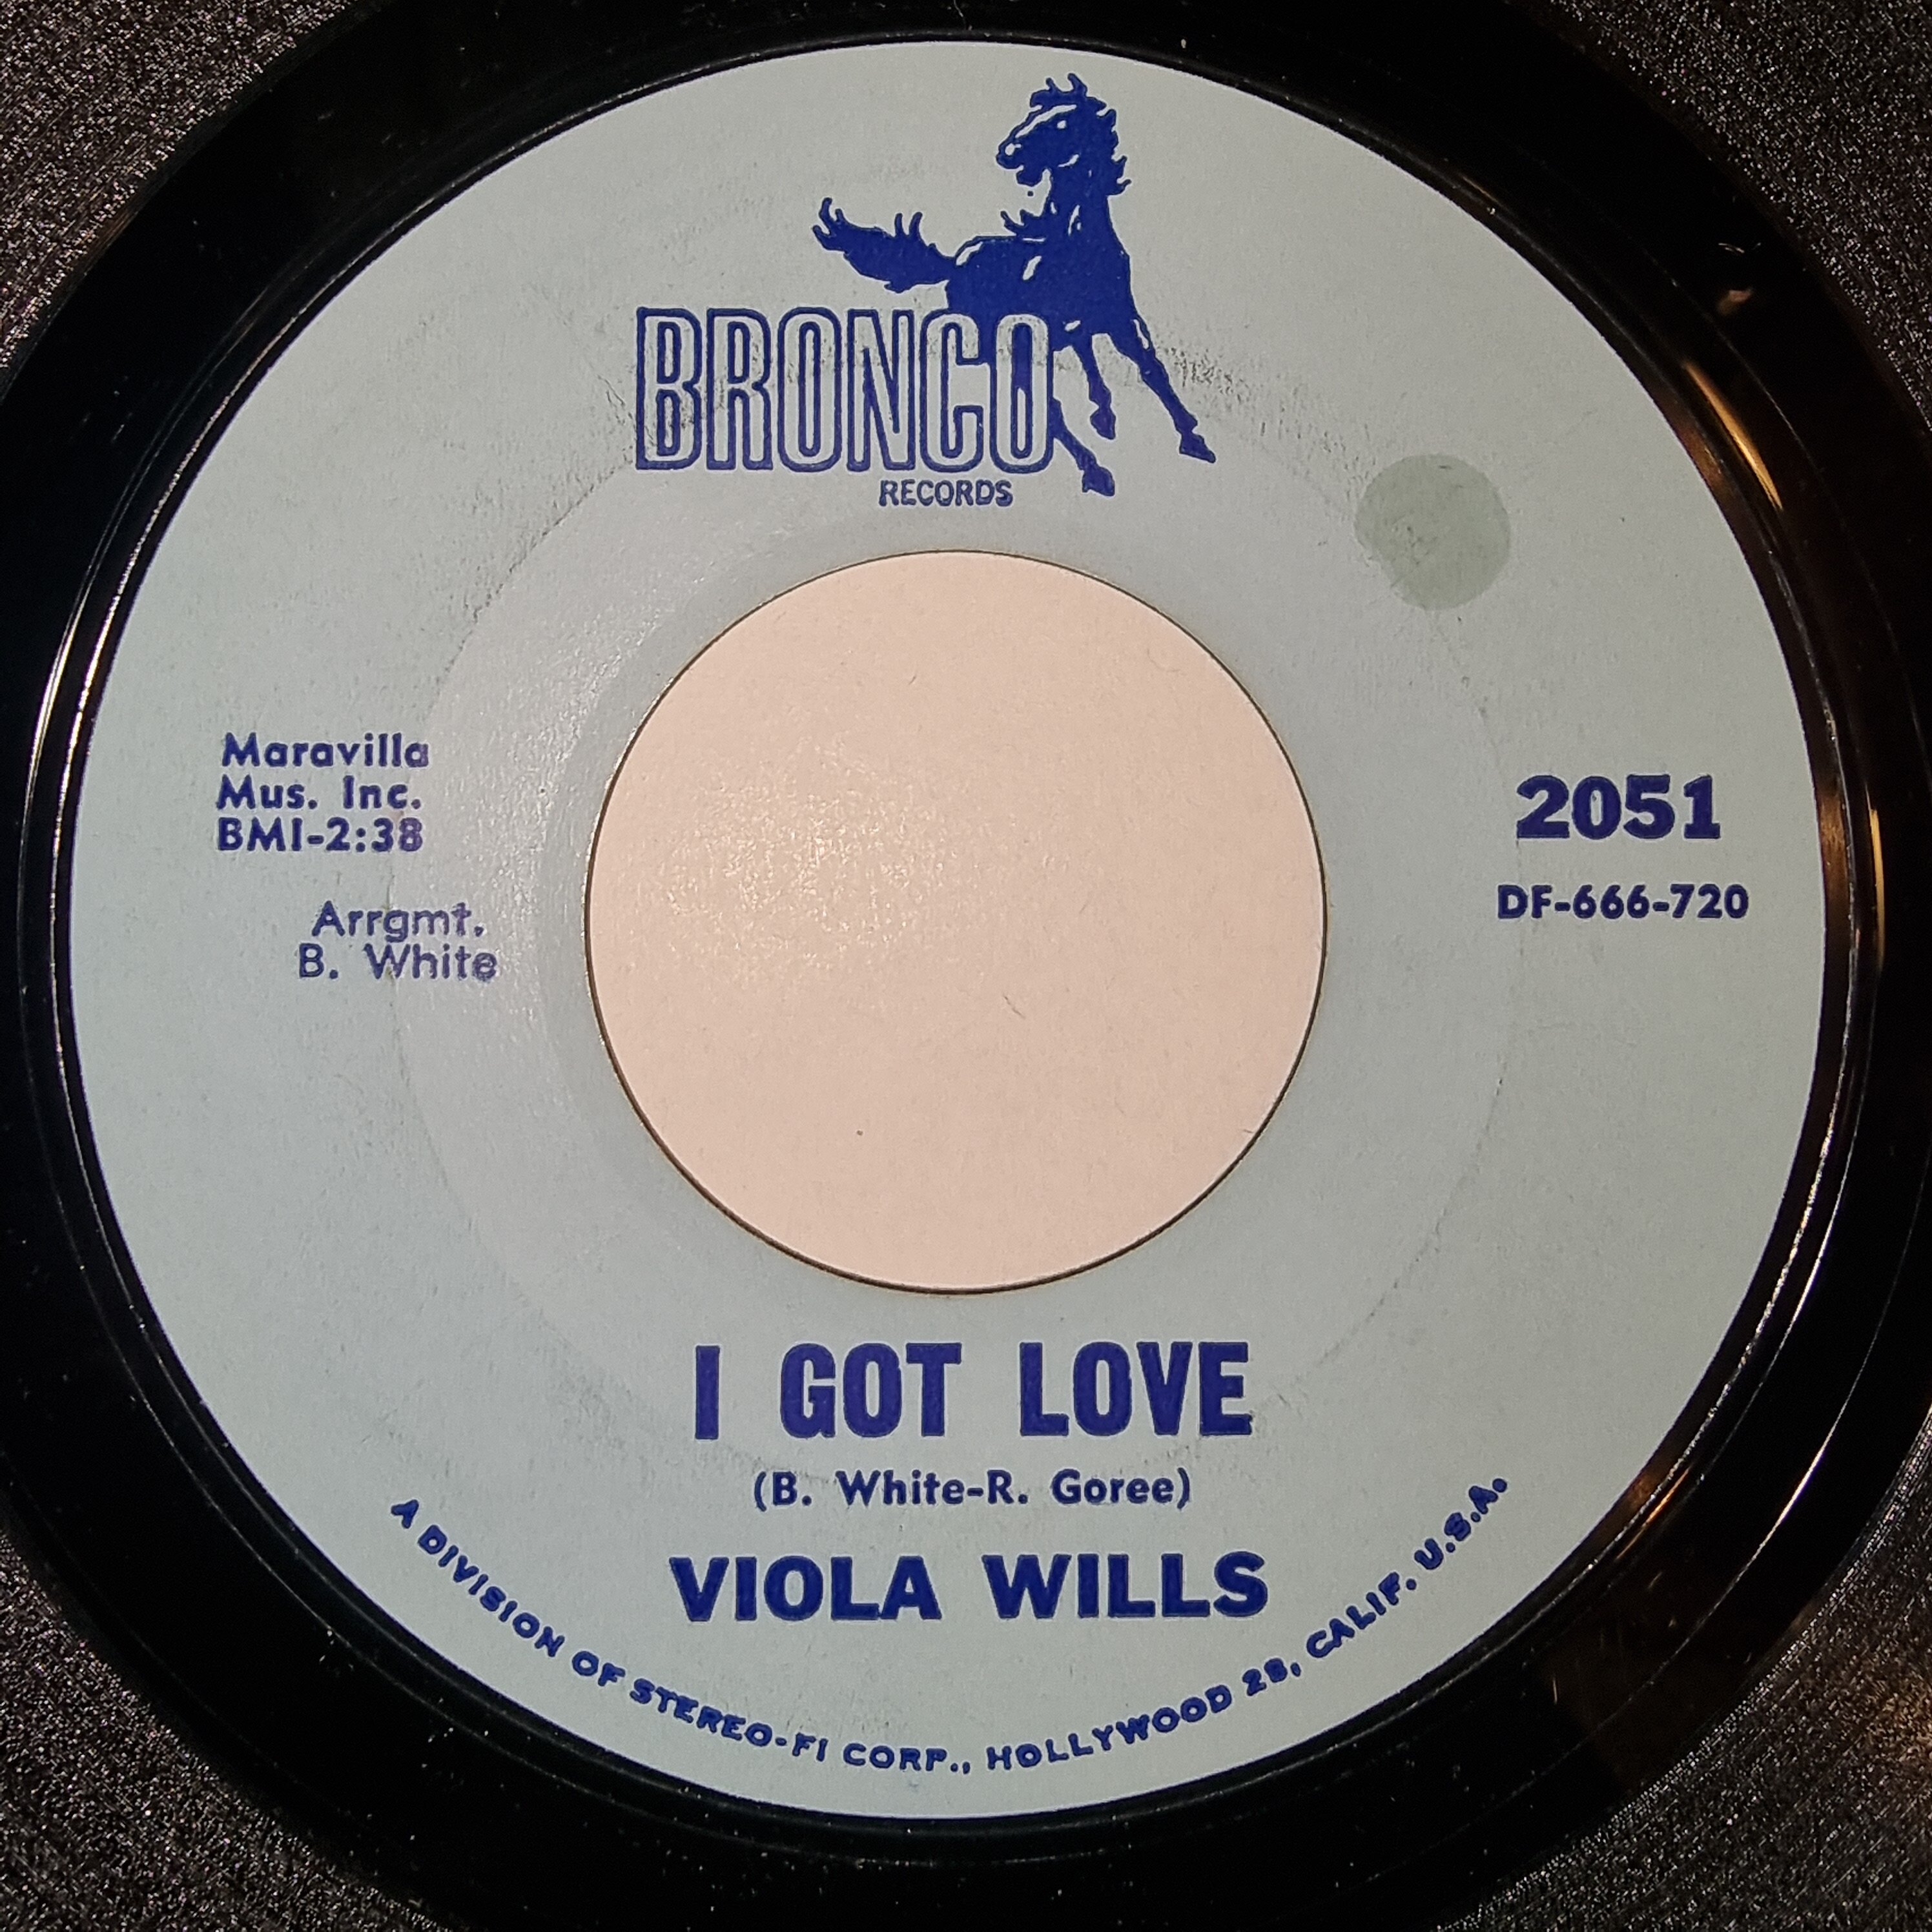 BRONCO
RECORDS
Maravilla
Mus. Inc.
BMI-2:38
Arrgmt.
B. White
2051
DF-666-720
I GOT LOVE
(B. White-R. Goree)
VIOLA WILLS
A DIVISION OF STEREO-FI CORP., HOLLYWOOD 28, CALIF. U.S.A.